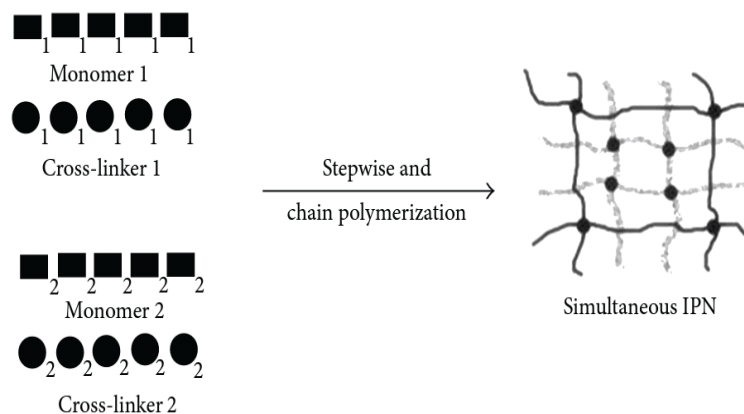 1 1 1 1 1
Monomer 1
1 1 1 1 1
Cross-linker 1
Stepwise and
chain polymerization
2 2 2 2 2
Monomer 2
2 2 2 2 2
Cross-linker 2
Simultaneous IPN